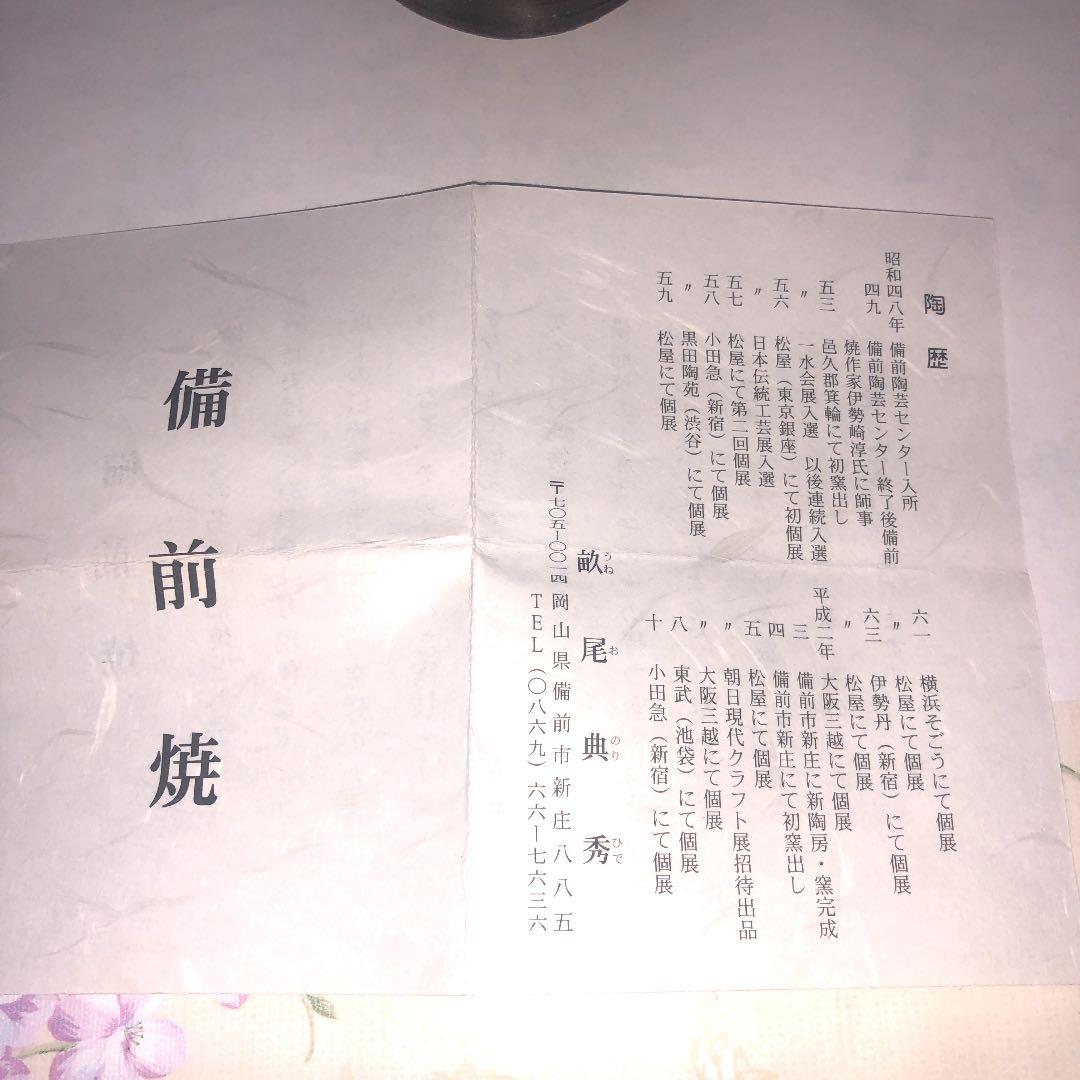 陶歴
昭和四八年 備前陶芸センター入所
四九 備前陶芸センター終了後備前
焼作家伊勢崎淳氏に師事
五三 邑久郡箕輪にて初窯出し
〃 一水会展入選 以後連続入選
五六 松屋(東京銀座)にて初個展
〃 日本伝統工芸展入選
五七 松屋にて第二回個展
五八 小田急(新宿)にて個展
〃 黒田陶苑(渋谷)にて個展
五九 松屋にて個展
六一 横浜そごうにて個展
〃 松屋にて個展
六三 伊勢丹(新宿)にて個展
〃 松屋にて個展
平成二年 大阪三越にて個展
三 備前市新庄に新陶房・窯完成
四 備前市新庄にて初窯出し
五 松屋にて個展
〃 朝日現代クラフト展招待出品
〃 大阪三越にて個展
八 東武(池袋)にて個展
十 小田急(新宿)にて個展
畝尾典秀
うねおのりひで
〒七〇五-〇〇一四 岡山県備前市新庄八八五
TEL(〇八六九)六六-七六三六
備前焼